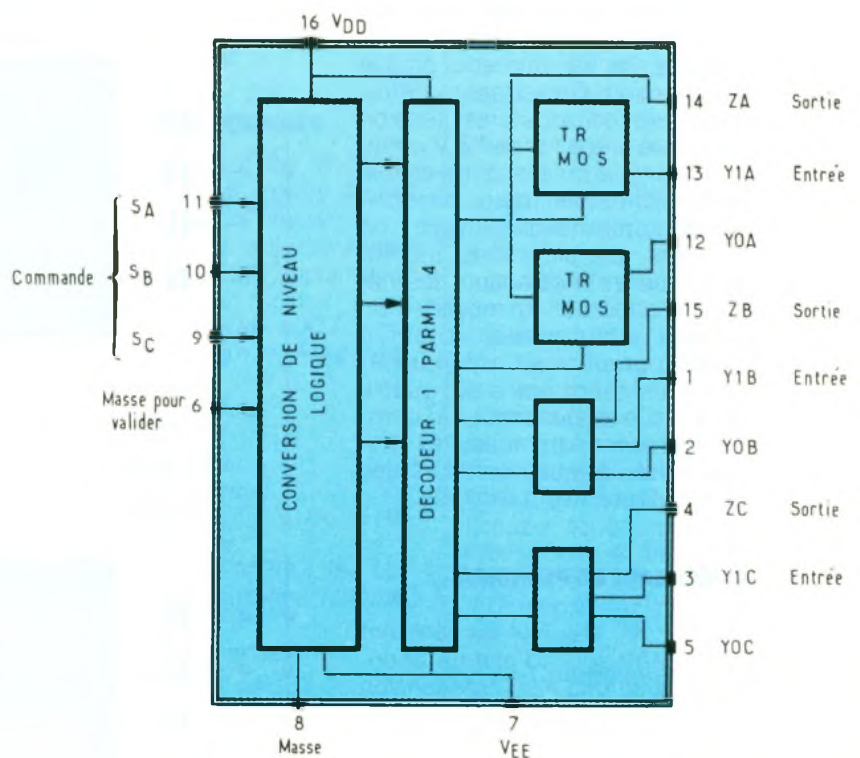 16 VDD
14 ZA Sortie
TR
MOS
13 Y1A Entrée
11 SA
12 Y0A
Commande
10 SB
TR
MOS
15 ZB Sortie
9 SC
1 Y1B Entrée
Masse pour
valider
6
CONVERSION DE NIVEAU
LOGIQUE
DECODEUR 1 PARMI 4
2 Y0B
4 ZC Sortie
3 Y1C Entrée
5 Y0C
8
Masse
7
VEE